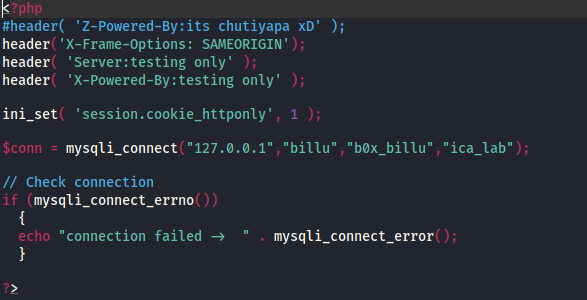 <?php
#header( 'Z-Powered-By:its chutiyapa xD' );
header('X-Frame-Options: SAMEORIGIN');
header( 'Server:testing only' );
header( 'X-Powered-By:testing only' );
ini_set( 'session.cookie_httponly', 1 );
$conn = mysqli_connect("127.0.0.1","billu","b0x_billu","ica_lab");
// Check connection
if (mysqli_connect_errno())
{
echo "connection failed -> " . mysqli_connect_error();
}
?>